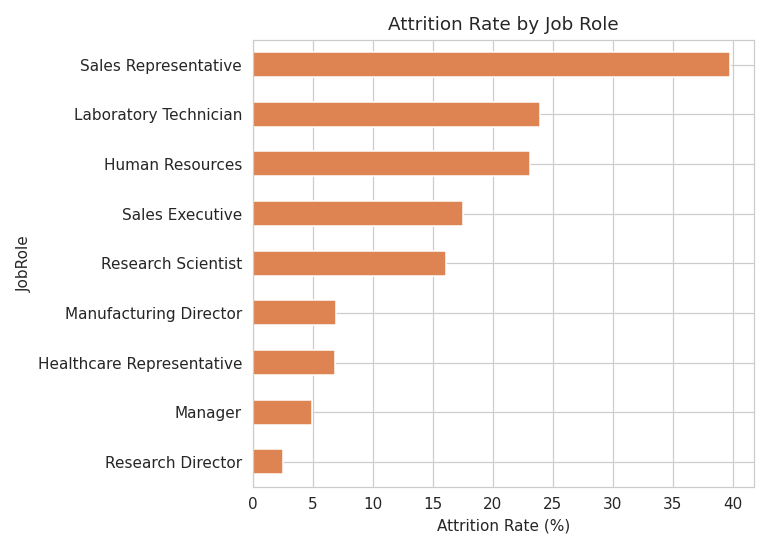 Attrition Rate by Job Role
JobRole
Sales Representative
Laboratory Technician
Human Resources
Sales Executive
Research Scientist
Manufacturing Director
Healthcare Representative
Manager
Research Director
0 5 10 15 20 25 30 35 40
Attrition Rate (%)